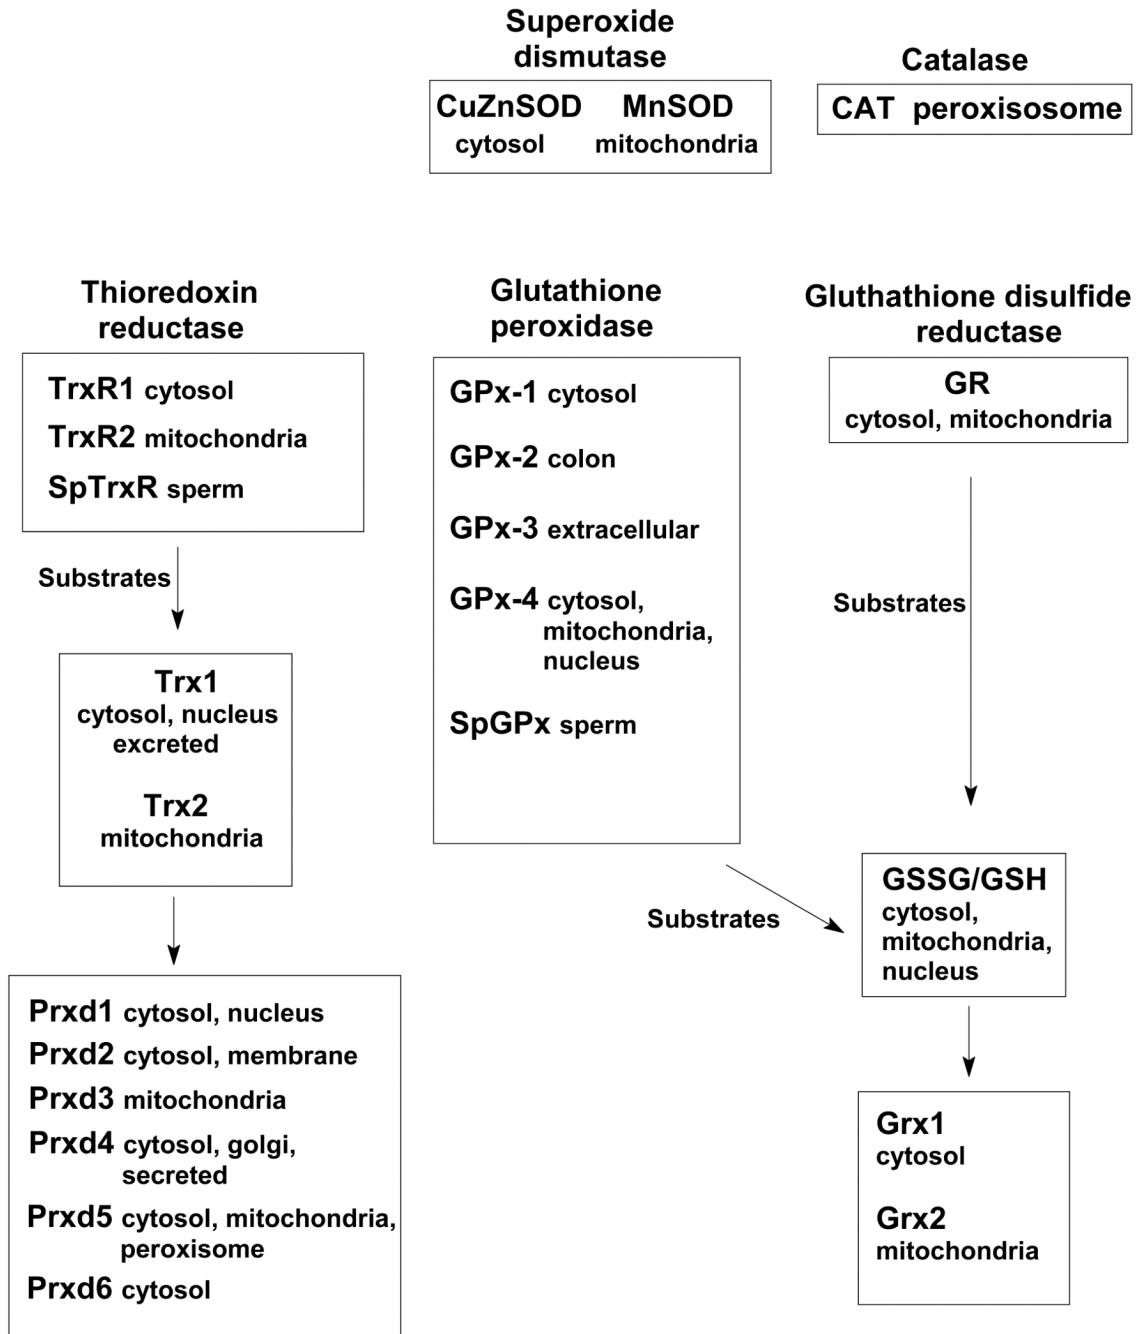 Superoxide
dismutase
CuZnSOD MnSOD
cytosol mitochondria
Catalase
CAT peroxisosome
Thioredoxin
reductase
TrxR1 cytosol
TrxR2 mitochondria
SpTrxR sperm
Substrates
Trx1
cytosol, nucleus
excreted
Trx2
mitochondria
Prxd1 cytosol, nucleus
Prxd2 cytosol, membrane
Prxd3 mitochondria
Prxd4 cytosol, golgi,
secreted
Prxd5 cytosol, mitochondria,
peroxisome
Prxd6 cytosol
Glutathione
peroxidase
GPx-1 cytosol
GPx-2 colon
GPx-3 extracellular
GPx-4 cytosol,
mitochondria,
nucleus
SpGPx sperm
Substrates
Gluthathione disulfide
reductase
GR
cytosol, mitochondria
Substrates
GSSG/GSH
cytosol,
mitochondria,
nucleus
Grx1
cytosol
Grx2
mitochondria